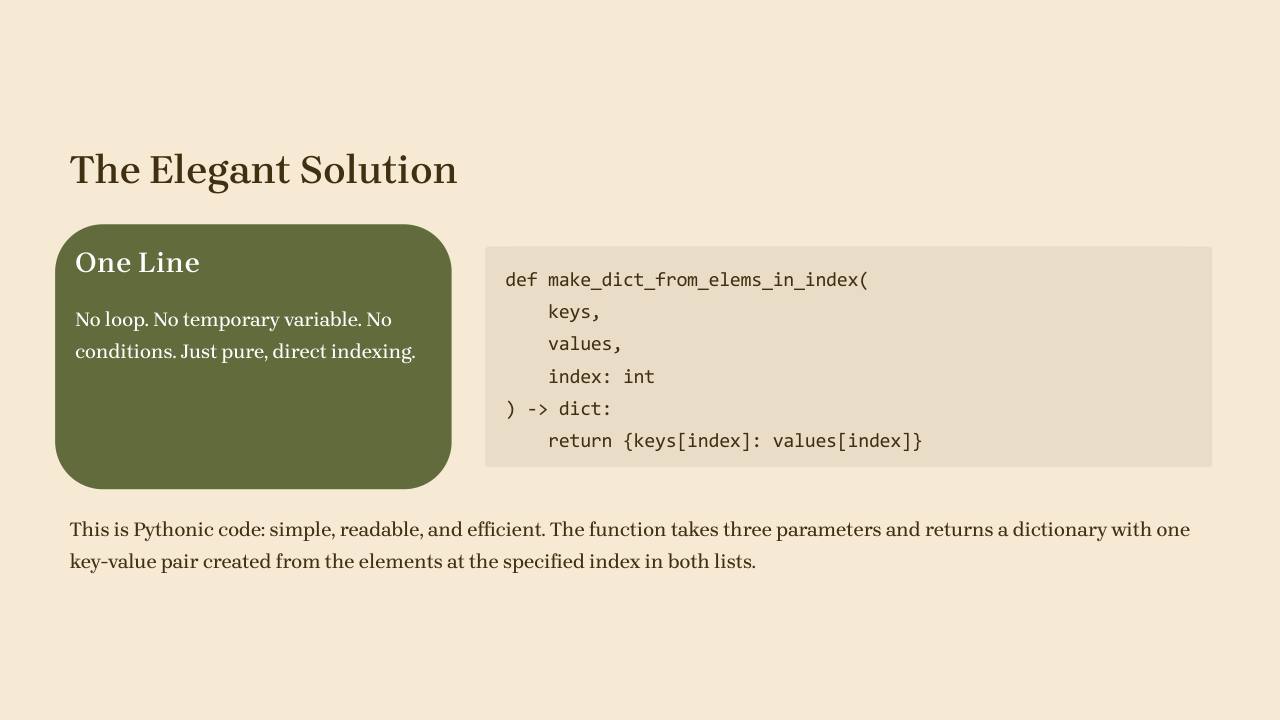 The Elegant Solution
One Line
No loop. No temporary variable. No
conditions. Just pure, direct indexing.
def make_dict_from_elems_in_index(
    keys,
    values,
    index: int
) -> dict:
    return {keys[index]: values[index]}
This is Pythonic code: simple, readable, and efficient. The function takes three parameters and returns a dictionary with one
key-value pair created from the elements at the specified index in both lists.